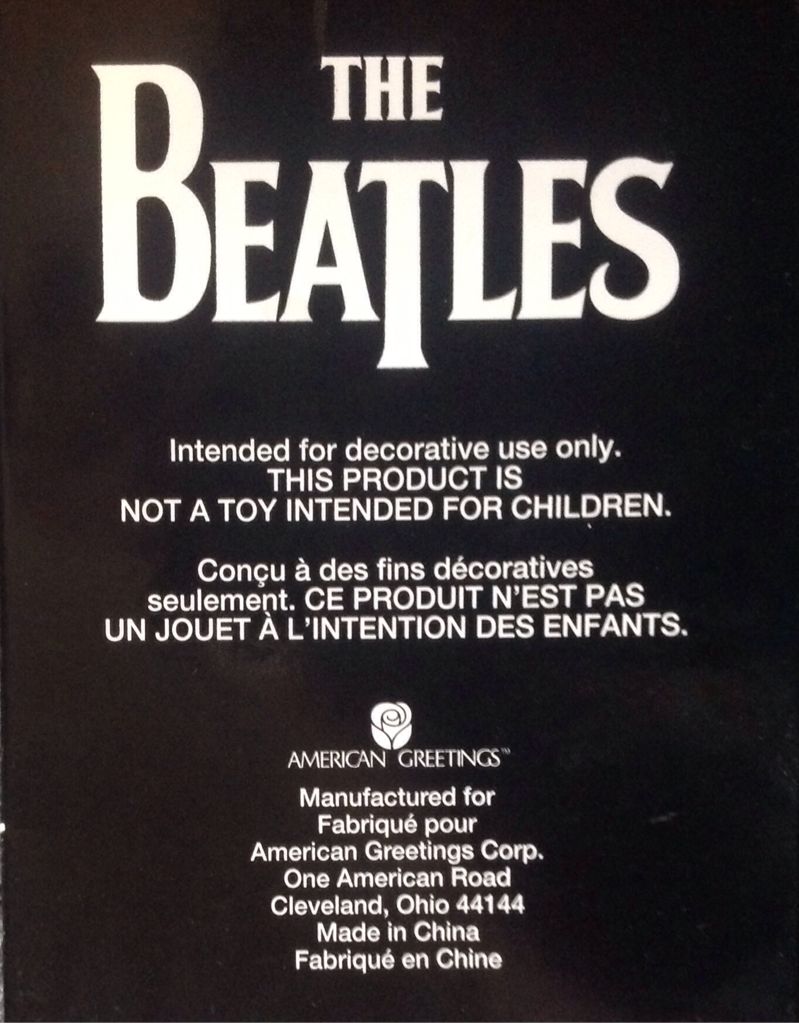 THE
BEATLES
Intended for decorative use only.
THIS PRODUCT IS
NOT A TOY INTENDED FOR CHILDREN.
Conçu à des fins décoratives
seulement. CE PRODUIT N'EST PAS
UN JOUET À L'INTENTION DES ENFANTS.
AMERICAN GREETINGS™
Manufactured for
Fabriqué pour
American Greetings Corp.
One American Road
Cleveland, Ohio 44144
Made in China
Fabriqué en Chine